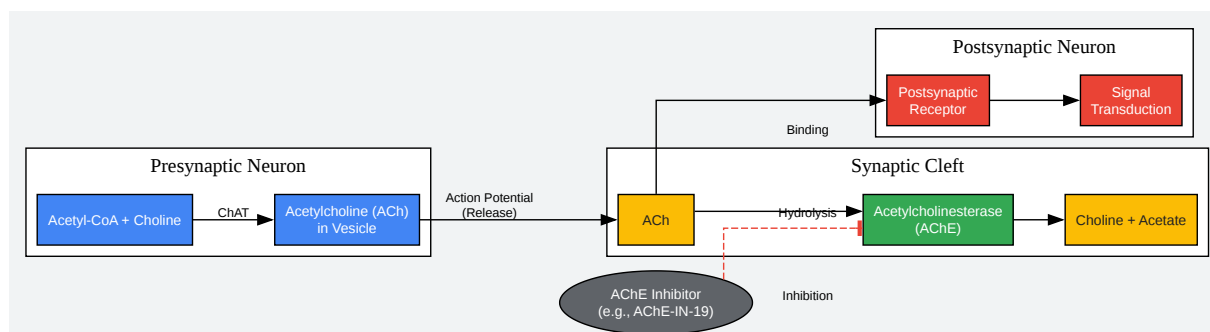 Postsynaptic Neuron
Postsynaptic
Receptor
Signal
Transduction
Binding
Presynaptic Neuron
Acetyl-CoA + Choline
ChAT
Acetylcholine (ACh)
in Vesicle
Action Potential
(Release)
Synaptic Cleft
ACh
Hydrolysis
Acetylcholinesterase
(AChE)
Choline + Acetate
AChE Inhibitor
(e.g., AChE-IN-19)
Inhibition